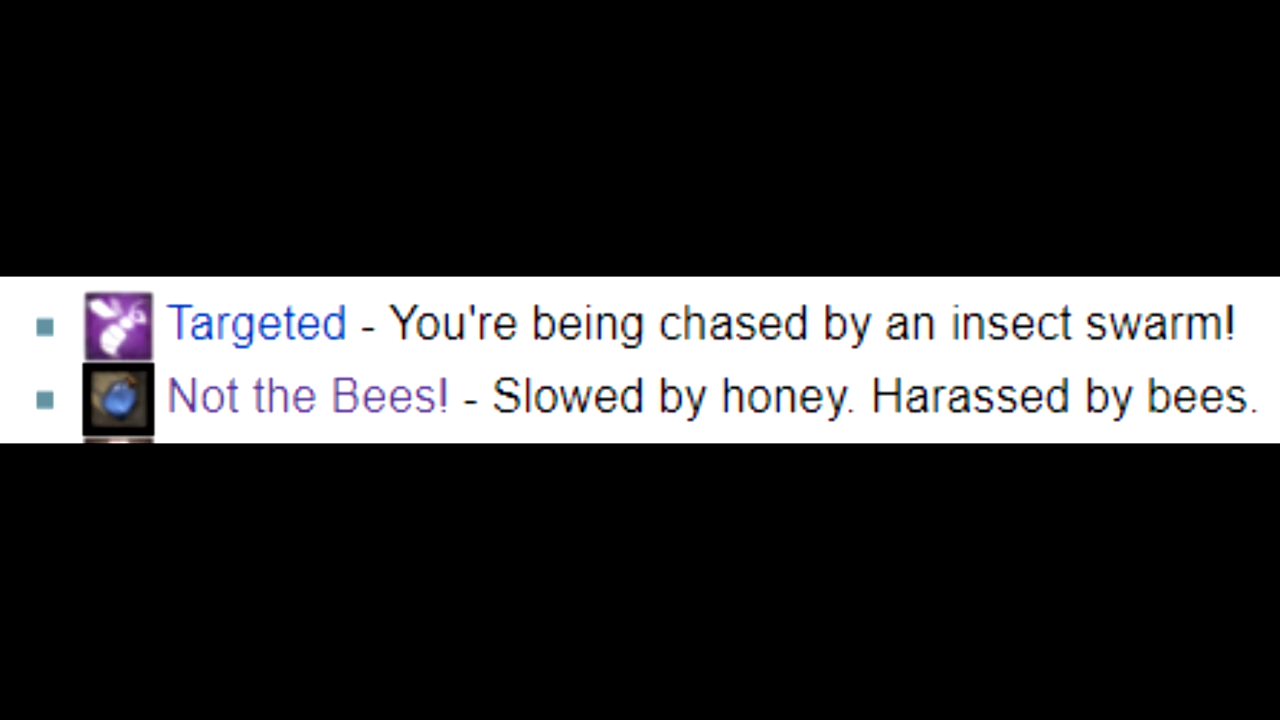 Targeted - You're being chased by an insect swarm!
Not the Bees! - Slowed by honey. Harassed by bees.